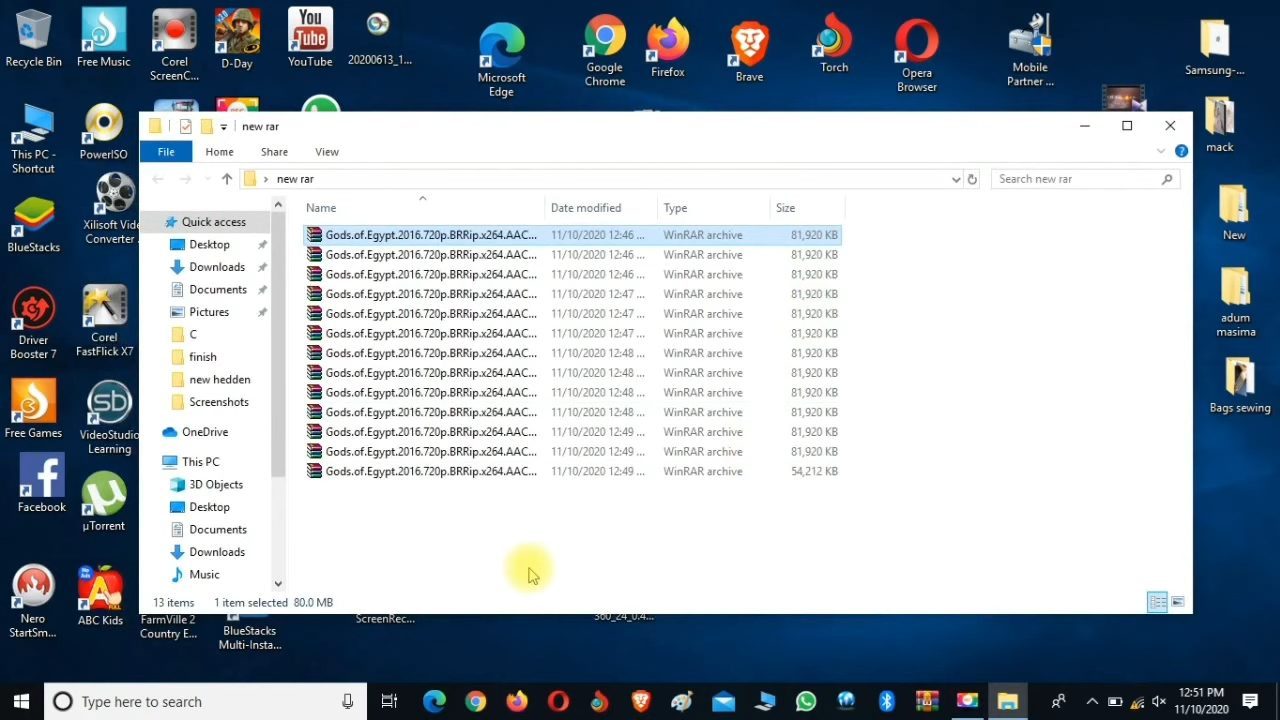 You
Tube
Recycle Bin
Free Music
Corel
ScreenC...
D-Day
YouTube
20200613_1...
Microsoft
Edge
Google
Chrome
Firefox
Brave
Torch
Opera
Browser
Mobile
Partner ...
Samsung-...
This PC -
Shortcut
PowerISO
mack
BlueStacks
Xilisoft Vid
Converter
New
Driver
Booster 7
Corel
FastFlick X7
adum
masima
Free Games
VideoStudio
Learning
Bags sewing
Facebook
µTorrent
Nero
StartSm...
ABC Kids
FarmVille 2
Country E...
BlueStacks
Multi-Insta...
ScreenRec...
360_24_0.4...
new rar
File
Home
Share
View
new rar
Search new rar
Name
Date modified
Type
Size
Quick access
Desktop
Downloads
Documents
Pictures
C
finish
new hedden
Screenshots
OneDrive
This PC
3D Objects
Desktop
Documents
Downloads
Music
Gods.of.Egypt.2016.720p.BRRip.x264.AAC... 11/10/2020 12:46 ... WinRAR archive 81,920 KB
Gods.of.Egypt.2016.720p.BRRip.x264.AAC... 11/10/2020 12:46 ... WinRAR archive 81,920 KB
Gods.of.Egypt.2016.720p.BRRip.x264.AAC... 11/10/2020 12:46 ... WinRAR archive 81,920 KB
Gods.of.Egypt.2016.720p.BRRip.x264.AAC... 11/10/2020 12:47 ... WinRAR archive 81,920 KB
Gods.of.Egypt.2016.720p.BRRip.x264.AAC... 11/10/2020 12:47 ... WinRAR archive 81,920 KB
Gods.of.Egypt.2016.720p.BRRip.x264.AAC... 11/10/2020 12:47 ... WinRAR archive 81,920 KB
Gods.of.Egypt.2016.720p.BRRip.x264.AAC... 11/10/2020 12:48 ... WinRAR archive 81,920 KB
Gods.of.Egypt.2016.720p.BRRip.x264.AAC... 11/10/2020 12:48 ... WinRAR archive 81,920 KB
Gods.of.Egypt.2016.720p.BRRip.x264.AAC... 11/10/2020 12:48 ... WinRAR archive 81,920 KB
Gods.of.Egypt.2016.720p.BRRip.x264.AAC... 11/10/2020 12:48 ... WinRAR archive 81,920 KB
Gods.of.Egypt.2016.720p.BRRip.x264.AAC... 11/10/2020 12:49 ... WinRAR archive 81,920 KB
Gods.of.Egypt.2016.720p.BRRip.x264.AAC... 11/10/2020 12:49 ... WinRAR archive 81,920 KB
Gods.of.Egypt.2016.720p.BRRip.x264.AAC... 11/10/2020 12:49 ... WinRAR archive 54,212 KB
13 items
1 item selected 80.0 MB
Type here to search
12:51 PM
11/10/2020